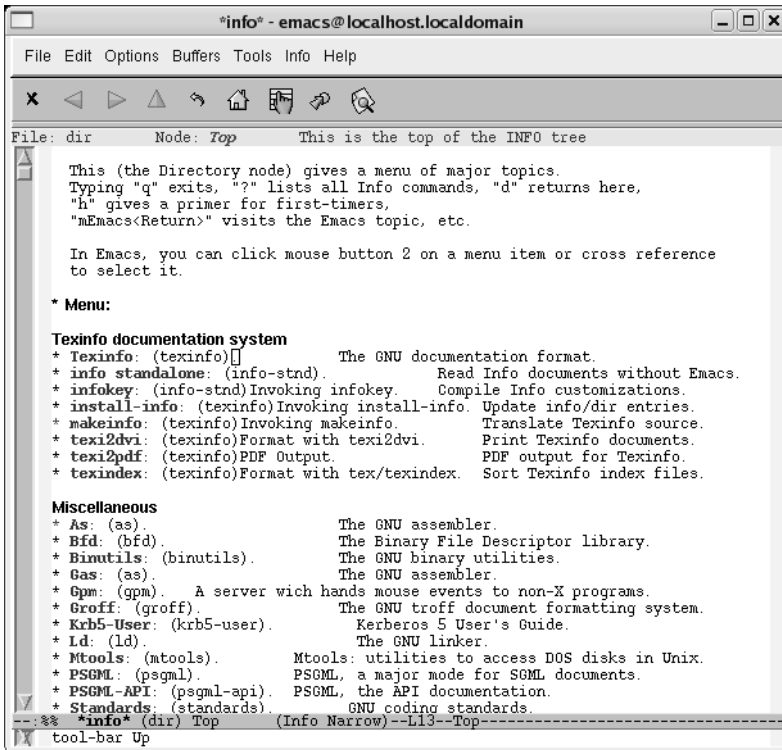 *info* - emacs@localhost.localdomain
File Edit Options Buffers Tools Info Help
File: dir Node: Top This is the top of the INFO tree
This (the Directory node) gives a menu of major topics.
Typing "q" exits, "?" lists all Info commands, "d" returns here,
"h" gives a primer for first-timers,
"mEmacs<Return>" visits the Emacs topic, etc.
In Emacs, you can click mouse button 2 on a menu item or cross reference
to select it.
* Menu:
Texinfo documentation system
* Texinfo: (texinfo). The GNU documentation format.
* info standalone: (info-stnd). Read Info documents without Emacs.
* infokey: (info-stnd)Invoking infokey. Compile Info customizations.
* install-info: (texinfo)Invoking install-info. Update info/dir entries.
* makeinfo: (texinfo)Invoking makeinfo. Translate Texinfo source.
* texi2dvi: (texinfo)Format with texi2dvi. Print Texinfo documents.
* texi2pdf: (texinfo)PDF Output. PDF output for Texinfo.
* texindex: (texinfo)Format with tex/texindex. Sort Texinfo index files.
Miscellaneous
* As: (as). The GNU assembler.
* Bfd: (bfd). The Binary File Descriptor library.
* Binutils: (binutils). The GNU binary utilities.
* Gas: (as). The GNU assembler.
* Gpm: (gpm). A server wich hands mouse events to non-X programs.
* Groff: (groff). The GNU troff document formatting system.
* Krb5-User: (krb5-user). Kerberos 5 User's Guide.
* Ld: (ld). The GNU linker.
* Mtools: (mtools). Mtools: utilities to access DOS disks in Unix.
* PSGML: (psgml). PSGML, a major mode for SGML documents.
* PSGML-API: (psgml-api). PSGML, the API documentation.
* Standards: (standards). GNU coding standards.
--:%% *info* (dir) Top (Info Narrow)--L13--Top--------------------------------
tool-bar Up